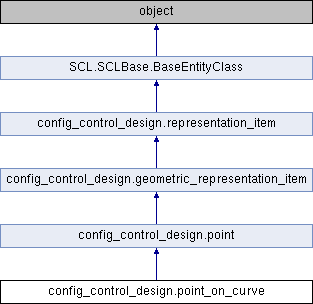 object
SCL.SCLBase.BaseEntityClass
config_control_design.representation_item
config_control_design.geometric_representation_item
config_control_design.point
config_control_design.point_on_curve